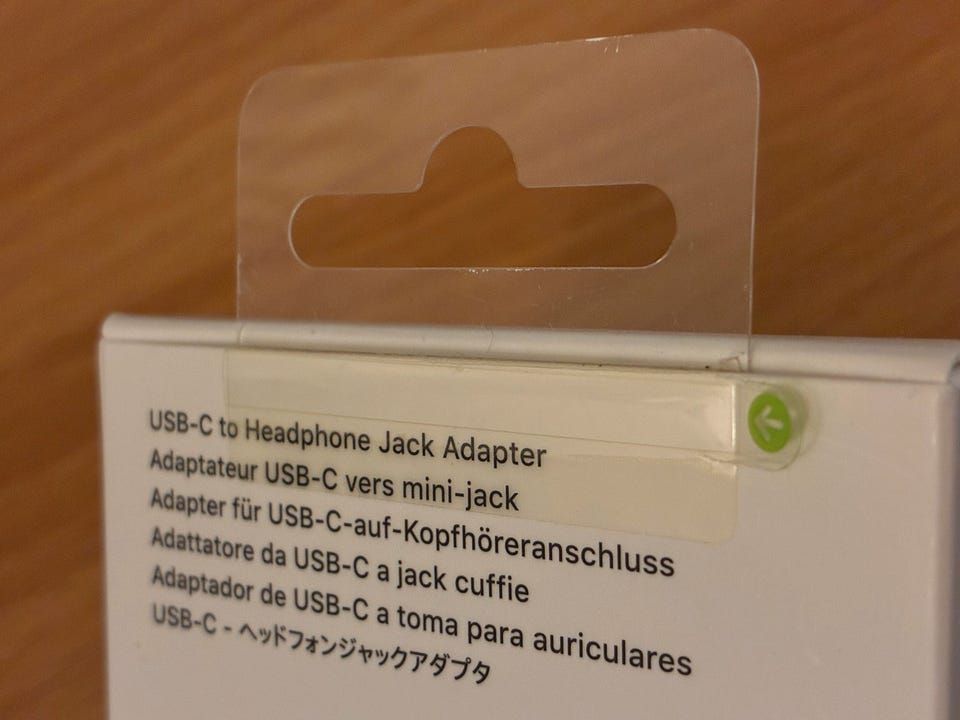 USB-C to Headphone Jack Adapter
Adaptateur USB-C vers mini-jack
Adapter für USB-C-auf-Kopfhöreranschluss
Adattatore da USB-C a jack cuffie
Adaptador de USB-C a toma para auriculares
USB-C - ヘッドフォンジャックアダプタ